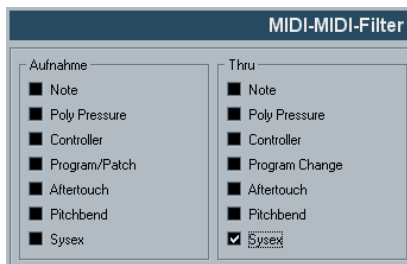 MIDI-MIDI-Filter
Aufnahme
Note
Poly Pressure
Controller
Program/Patch
Aftertouch
Pitchbend
Sysex
Thru
Note
Poly Pressure
Controller
Program Change
Aftertouch
Pitchbend
Sysex